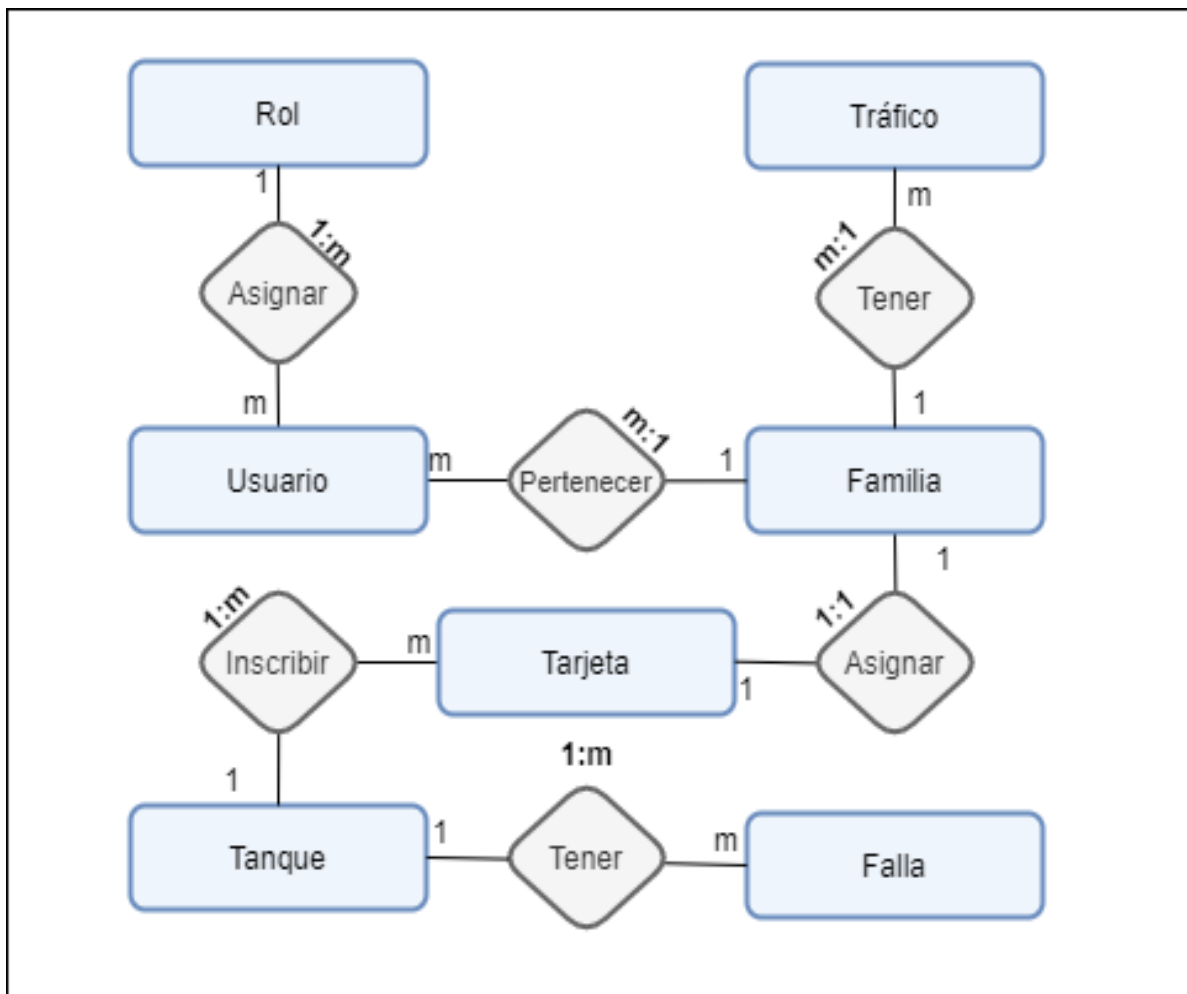 Rol
Tráfico
1
m
1:m
m:1
Asignar
Tener
m
1
Usuario
m
Pertenecer
m:1
1
Familia
1
1:m
1:1
Inscribir
m
Tarjeta
1
Asignar
1
1:m
Tanque
1
Tener
m
Falla